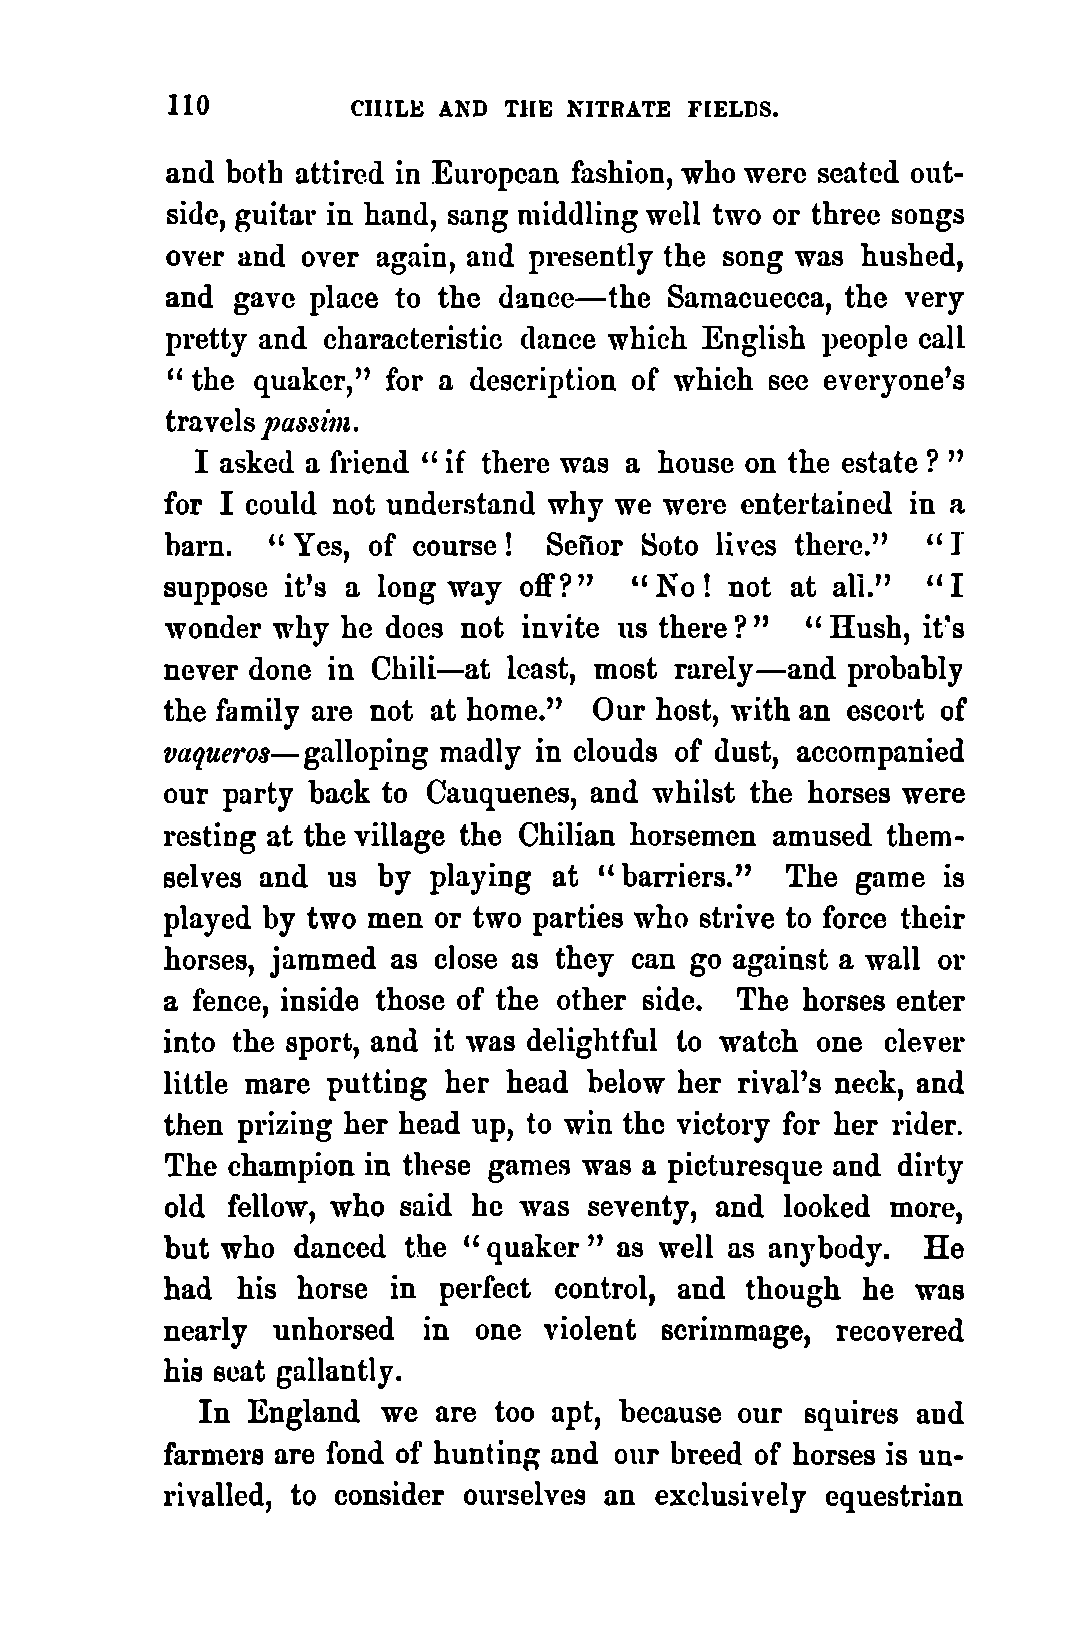 110 CHILE AND THE NITRATE FIELDS.
and both attired in European fashion, who were seated out-
side, guitar in hand, sang middling well two or three songs
over and over again, and presently the song was hushed,
and gave place to the dance—the Samacuecca, the very
pretty and characteristic dance which English people call
“the quaker,” for a description of which see everyone’s
travels passim.
I asked a friend “if there was a house on the estate?”
for I could not understand why we were entertained in a
barn. “Yes, of course! Señor Soto lives there.” “I
suppose it’s a long way off?” “No! not at all.” “I
wonder why he does not invite us there?” “Hush, it’s
never done in Chili—at least, most rarely—and probably
the family are not at home.” Our host, with an escort of
vaqueros—galloping madly in clouds of dust, accompanied
our party back to Cauquenes, and whilst the horses were
resting at the village the Chilian horsemen amused them-
selves and us by playing at “barriers.” The game is
played by two men or two parties who strive to force their
horses, jammed as close as they can go against a wall or
a fence, inside those of the other side. The horses enter
into the sport, and it was delightful to watch one clever
little mare putting her head below her rival’s neck, and
then prizing her head up, to win the victory for her rider.
The champion in these games was a picturesque and dirty
old fellow, who said he was seventy, and looked more,
but who danced the “quaker” as well as anybody. He
had his horse in perfect control, and though he was
nearly unhorsed in one violent scrimmage, recovered
his seat gallantly.
In England we are too apt, because our squires and
farmers are fond of hunting and our breed of horses is un-
rivalled, to consider ourselves an exclusively equestrian